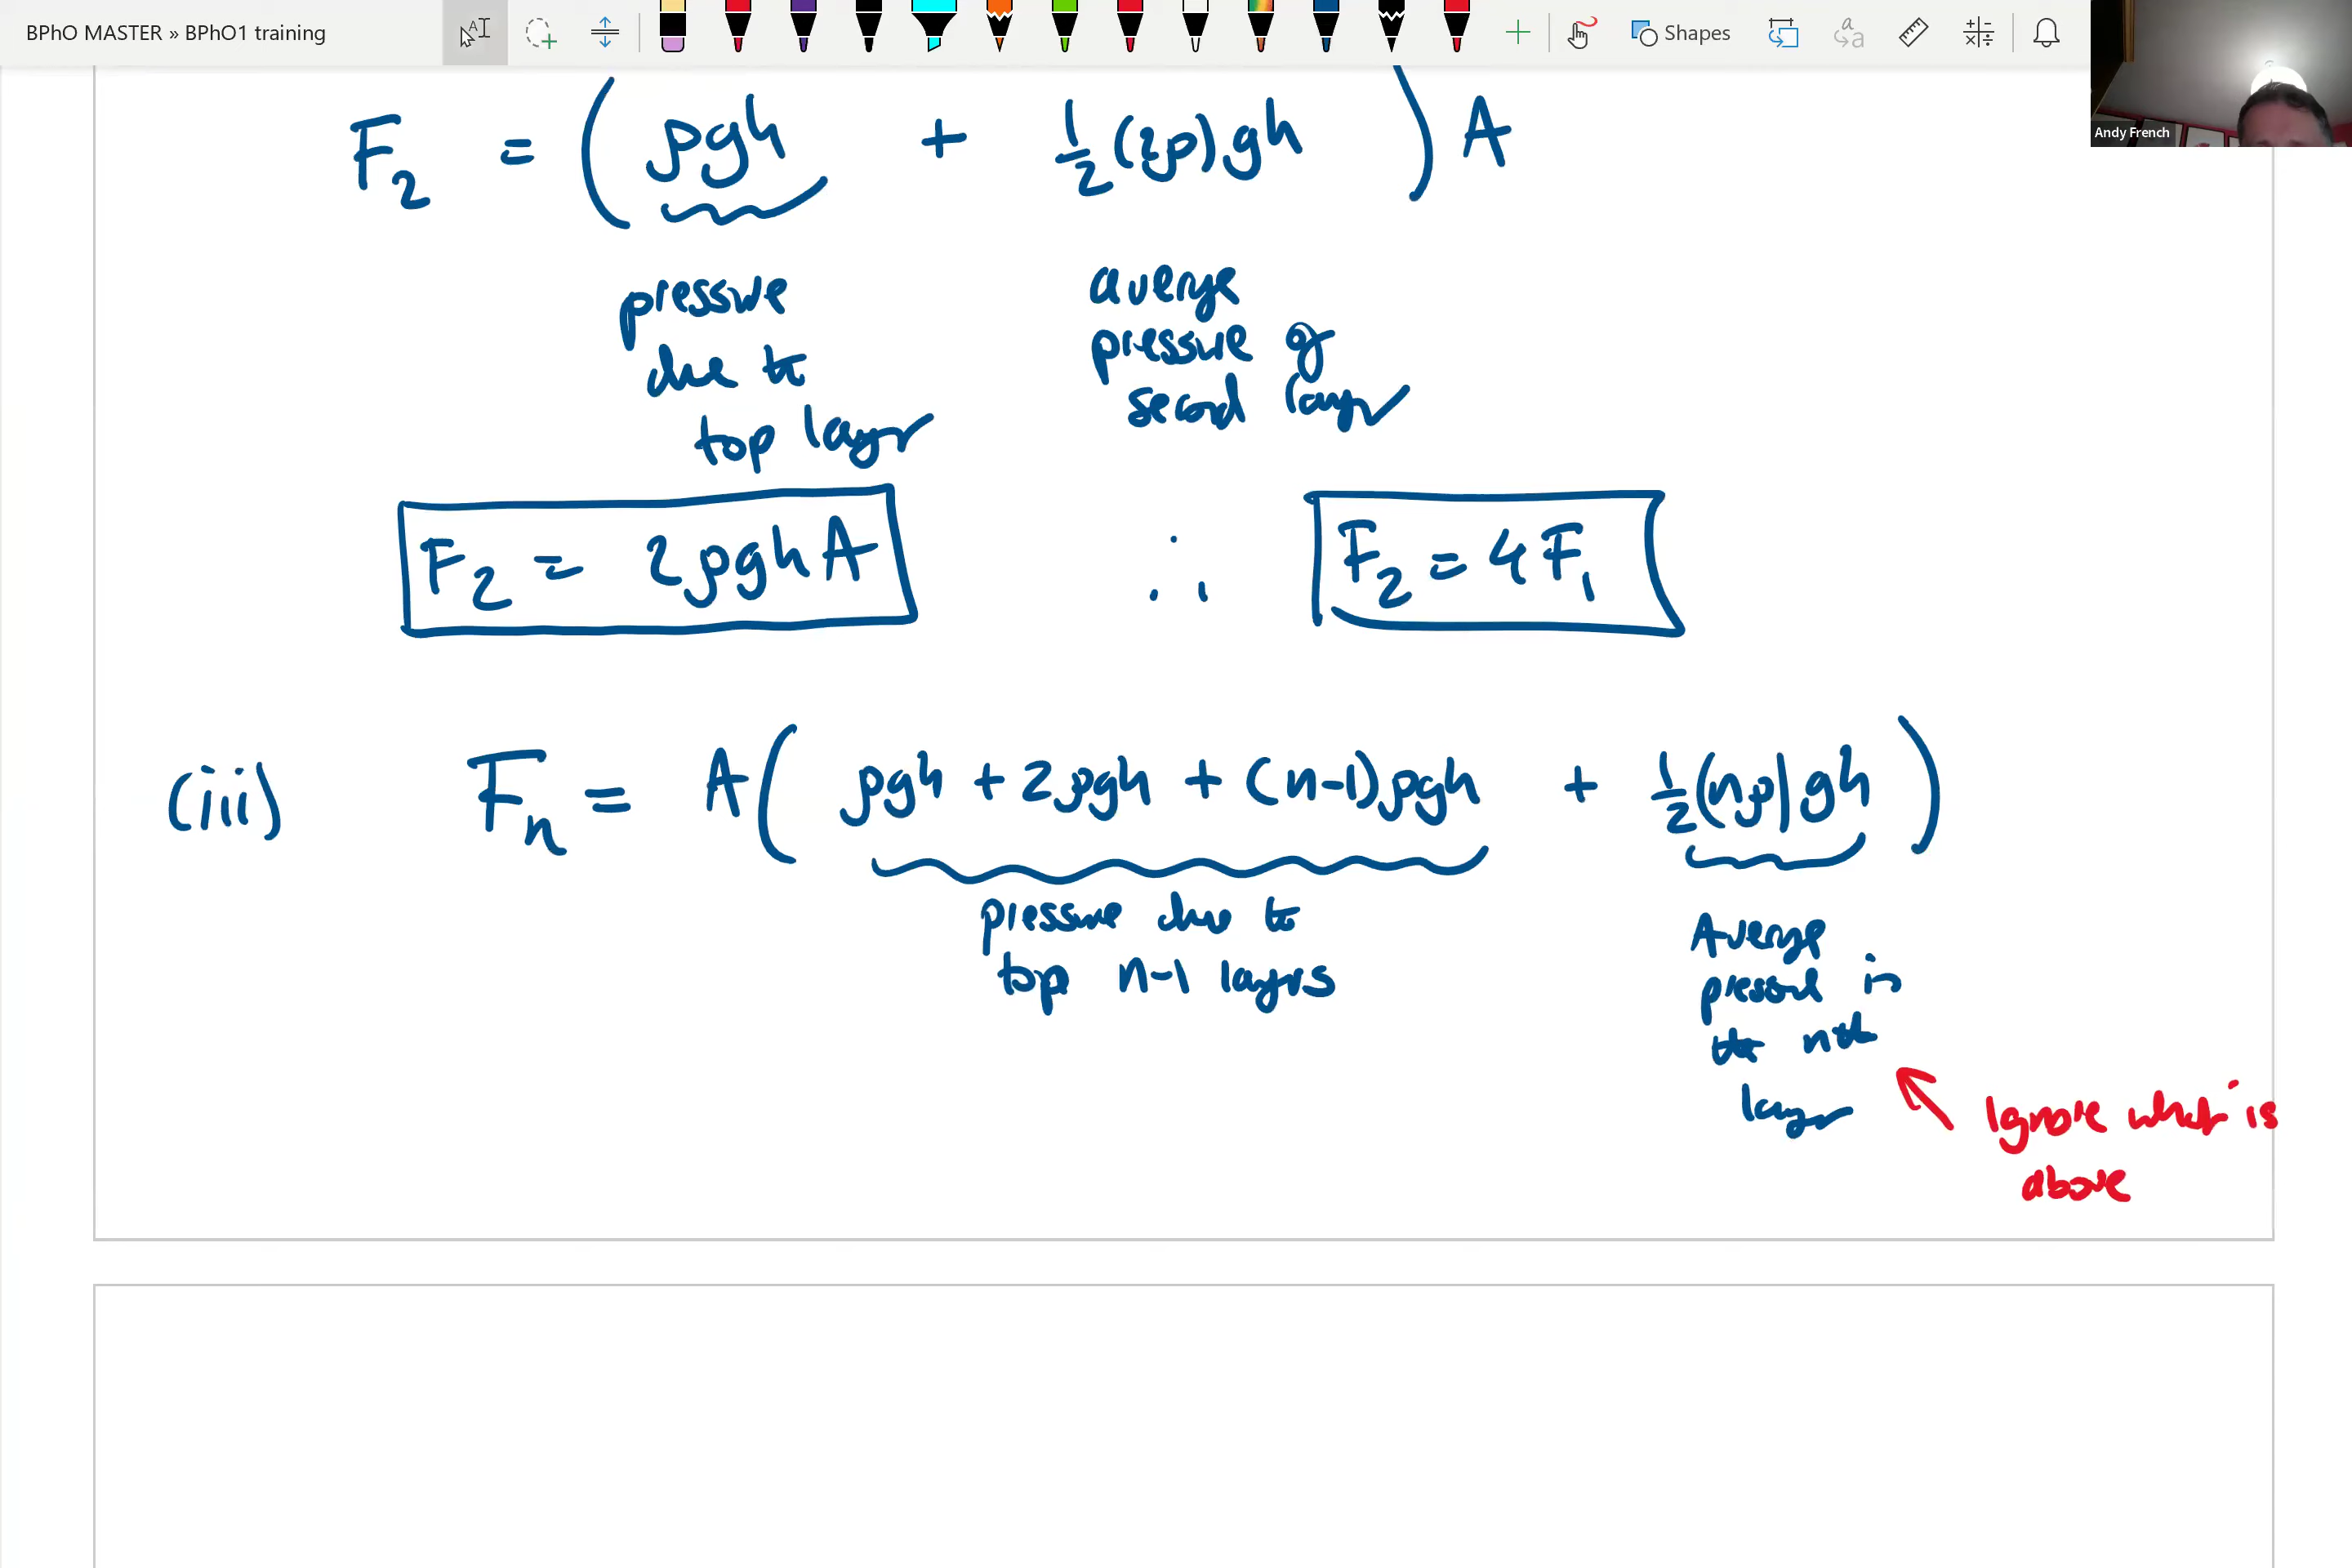 BPhO MASTER » BPhO1 training
Shapes
Andy French
F₂ = (ρgh + ½(2ρ)gh) A
pressure
due to
top layer
average
pressure of
second layer
F₂ = 2ρghA ∴ F₂ = 4F₁
(iii) Fₙ = A(ρgh + 2ρgh + (n-1)ρgh + ½(nρ)gh)
pressure due to
top n-1 layers
Average
pressure in
the nth
layer
Ignore what is
above